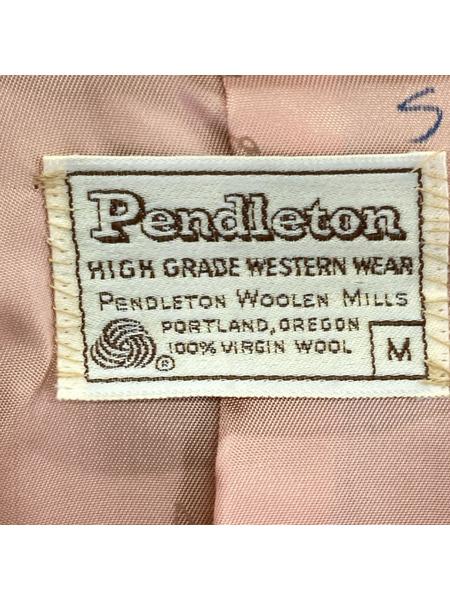 S
Pendleton
HIGH GRADE WESTERN WEAR
PENDLETON WOOLEN MILLS
PORTLAND, OREGON
100% VIRGIN WOOL
M
®